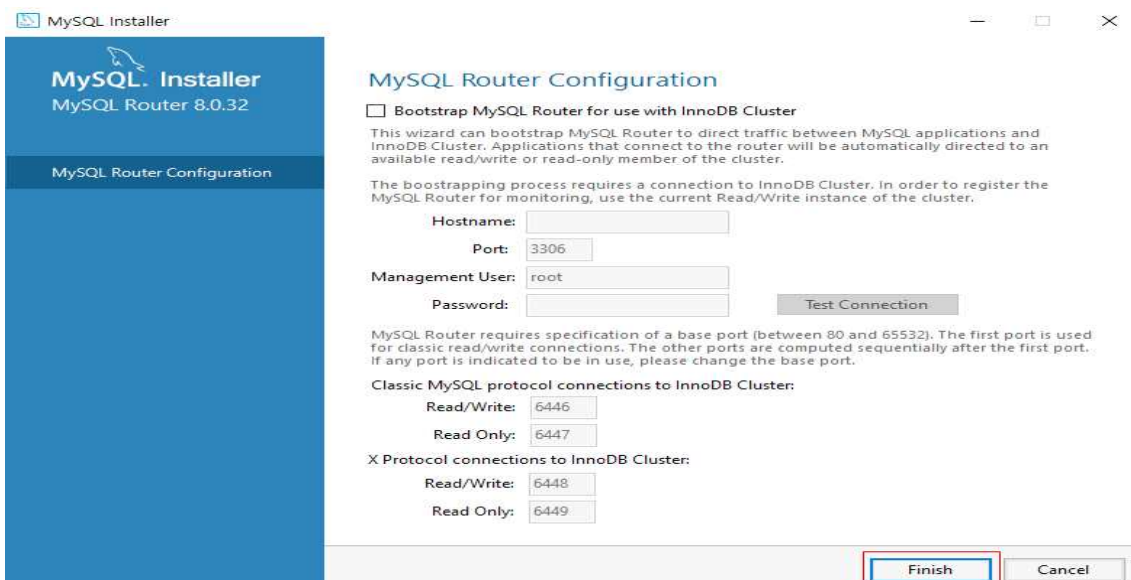 MySQL Installer
MySQL. Installer
MySQL Router 8.0.32
MySQL Router Configuration
MySQL Router Configuration
Bootstrap MySQL Router for use with InnoDB Cluster
This wizard can bootstrap MySQL Router to direct traffic between MySQL applications and
InnoDB Cluster. Applications that connect to the router will be automatically directed to an
available read/write or read-only member of the cluster.
The boostrapping process requires a connection to InnoDB Cluster. In order to register the
MySQL Router for monitoring, use the current Read/Write instance of the cluster.
Hostname:
Port: 3306
Management User: root
Password: Test Connection
MySQL Router requires specification of a base port (between 80 and 65532). The first port is used
for classic read/write connections. The other ports are computed sequentially after the first port.
If any port is indicated to be in use, please change the base port.
Classic MySQL protocol connections to InnoDB Cluster:
Read/Write: 6446
Read Only: 6447
X Protocol connections to InnoDB Cluster:
Read/Write: 6448
Read Only: 6449
Finish Cancel